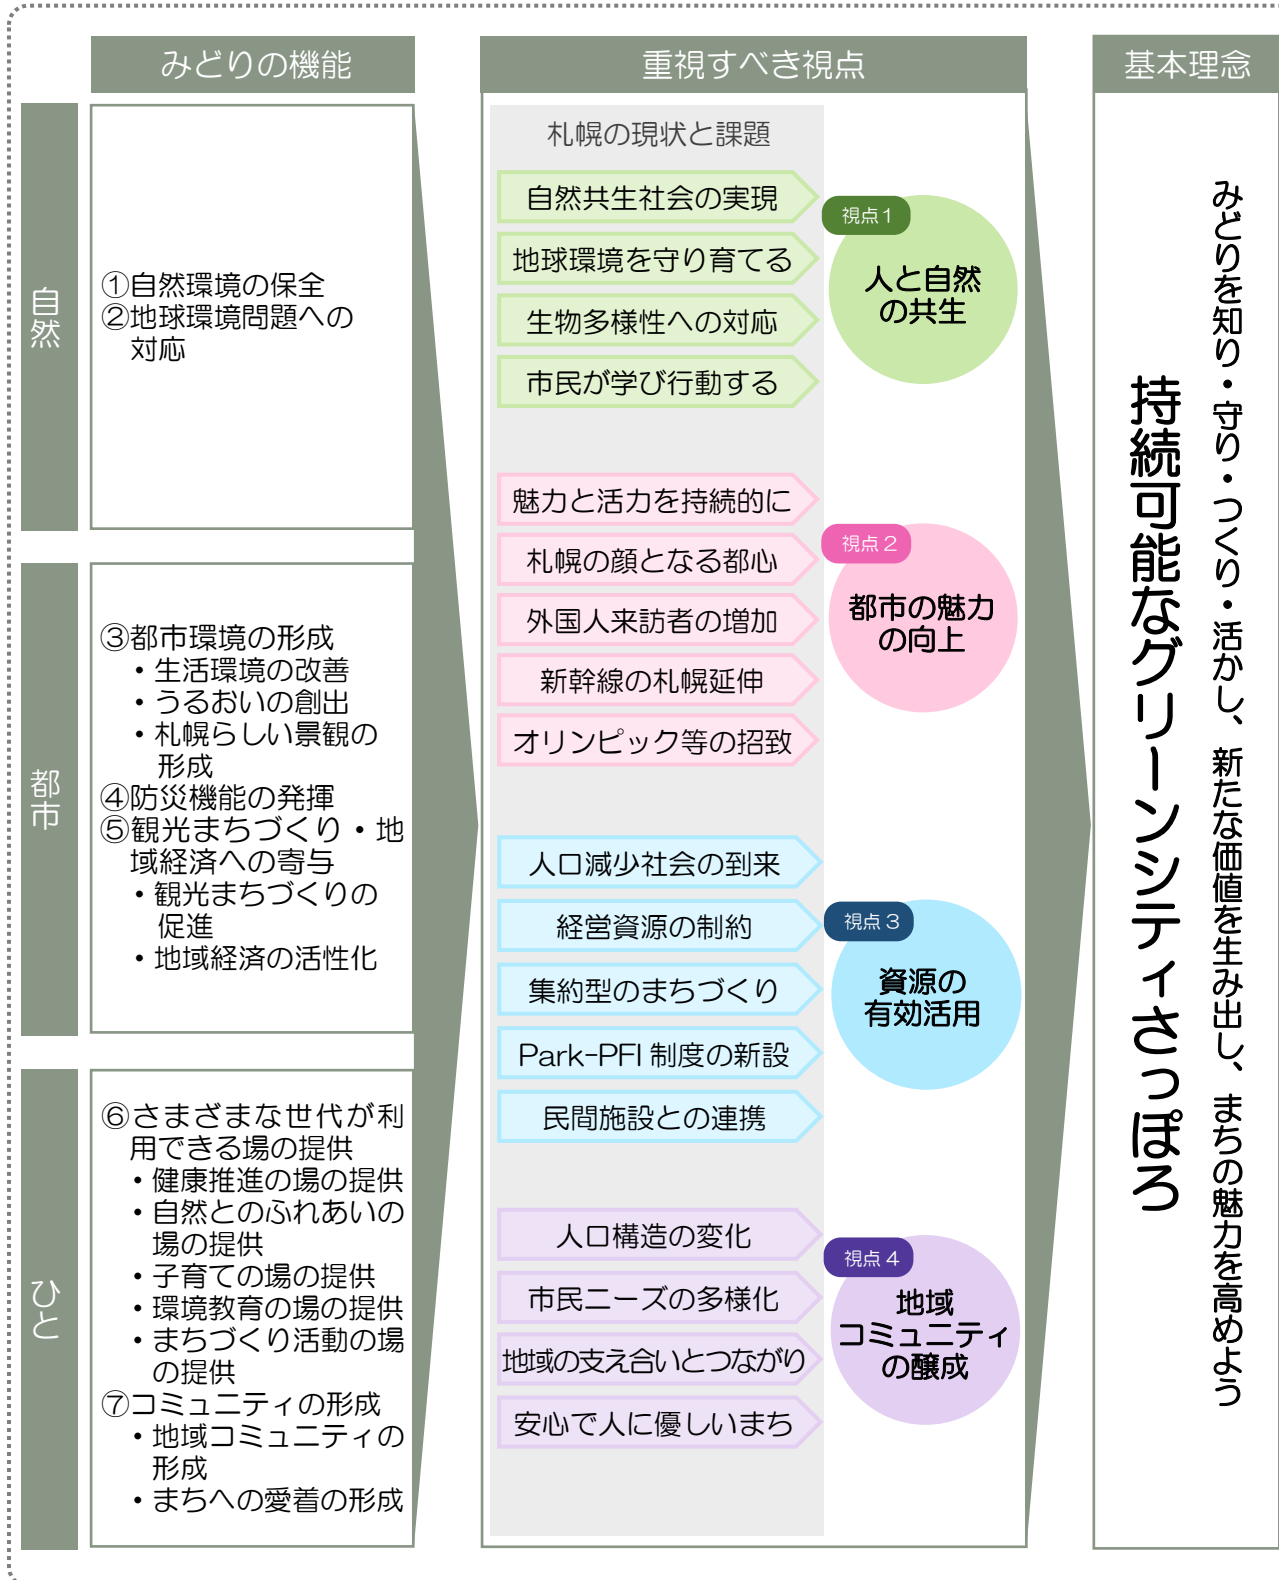 みどりの機能
自然
①自然環境の保全
②地球環境問題への
対応
都市
③都市環境の形成
・生活環境の改善
・うるおいの創出
・札幌らしい景観の
形成
④防災機能の発揮
⑤観光まちづくり・地
域経済への寄与
・観光まちづくりの
促進
・地域経済の活性化
ひと
⑥さまざまな世代が利
用できる場の提供
・健康推進の場の提供
・自然とのふれあいの
場の提供
・子育ての場の提供
・環境教育の場の提供
・まちづくり活動の場
の提供
⑦コミュニティの形成
・地域コミュニティの
形成
・まちへの愛着の形成
重視すべき視点
札幌の現状と課題
自然共生社会の実現
地球環境を守り育てる
生物多様性への対応
市民が学び行動する
視点1
人と自然
の共生
魅力と活力を持続的に
札幌の顔となる都心
外国人来訪者の増加
新幹線の札幌延伸
オリンピック等の招致
視点2
都市の魅力
の向上
人口減少社会の到来
経営資源の制約
集約型のまちづくり
Park-PFI 制度の新設
民間施設との連携
視点3
資源の
有効活用
人口構造の変化
市民ニーズの多様化
地域の支え合いとつながり
安心で人に優しいまち
視点4
地域
コミュニティ
の醸成
基本理念
みどりを知り・守り・つくり・活かし、新たな価値を生み出し、まちの魅力を高めよう
持続可能なグリーンシティさっぽろ